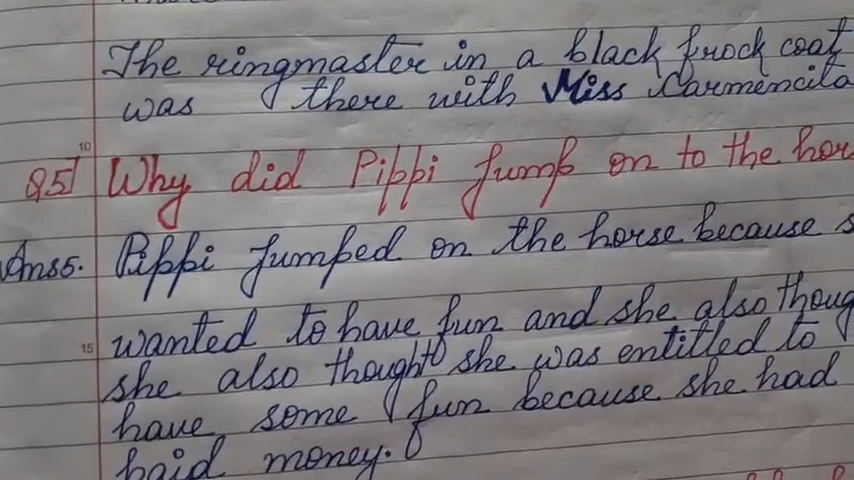 The ringmaster in a black frock coat
was there with Miss Carmencita
10
Q5] Why did Pippi Jump on to the hor
Ans5. Pippi Jumped on the horse because s
wanted to have fun and she also thoug
15 she also thought she was entitled to
have some fun because she had
paid money.